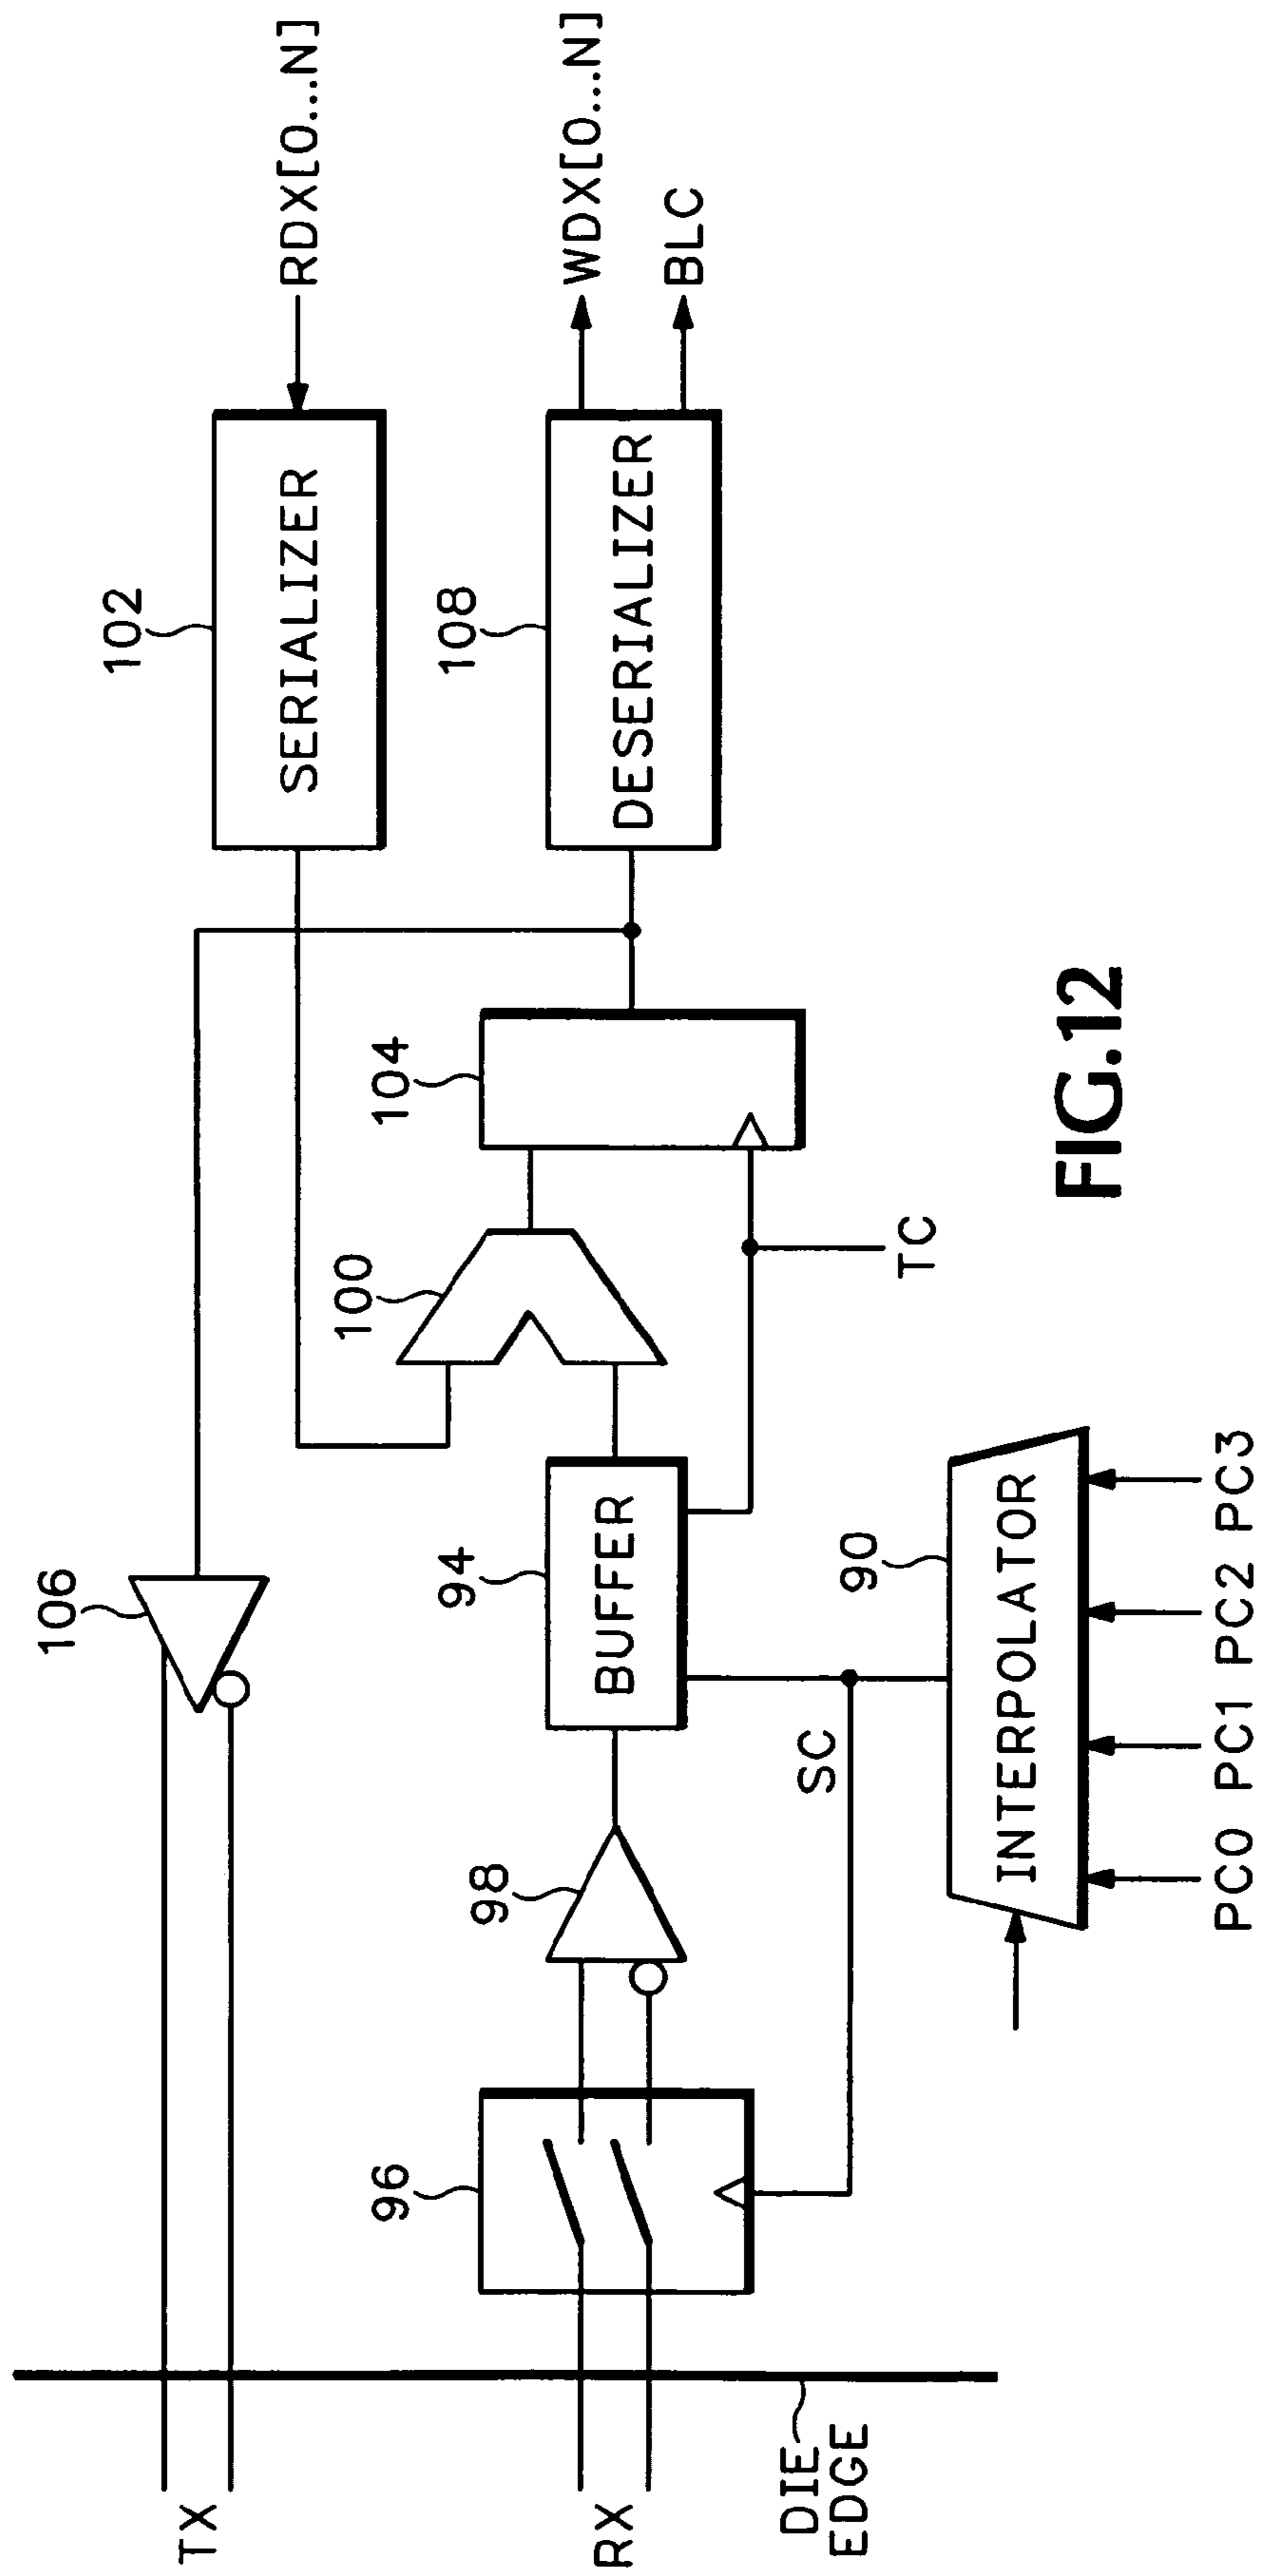 106
102
RDX[0...N]
TX
SERIALIZER
104
100
108
WDX[0...N]
96
98
94
BUFFER
DESERIALIZER
BLC
RX
SC
TC
DIE
EDGE
90
INTERPOLATOR
PC0 PC1 PC2 PC3
FIG.12